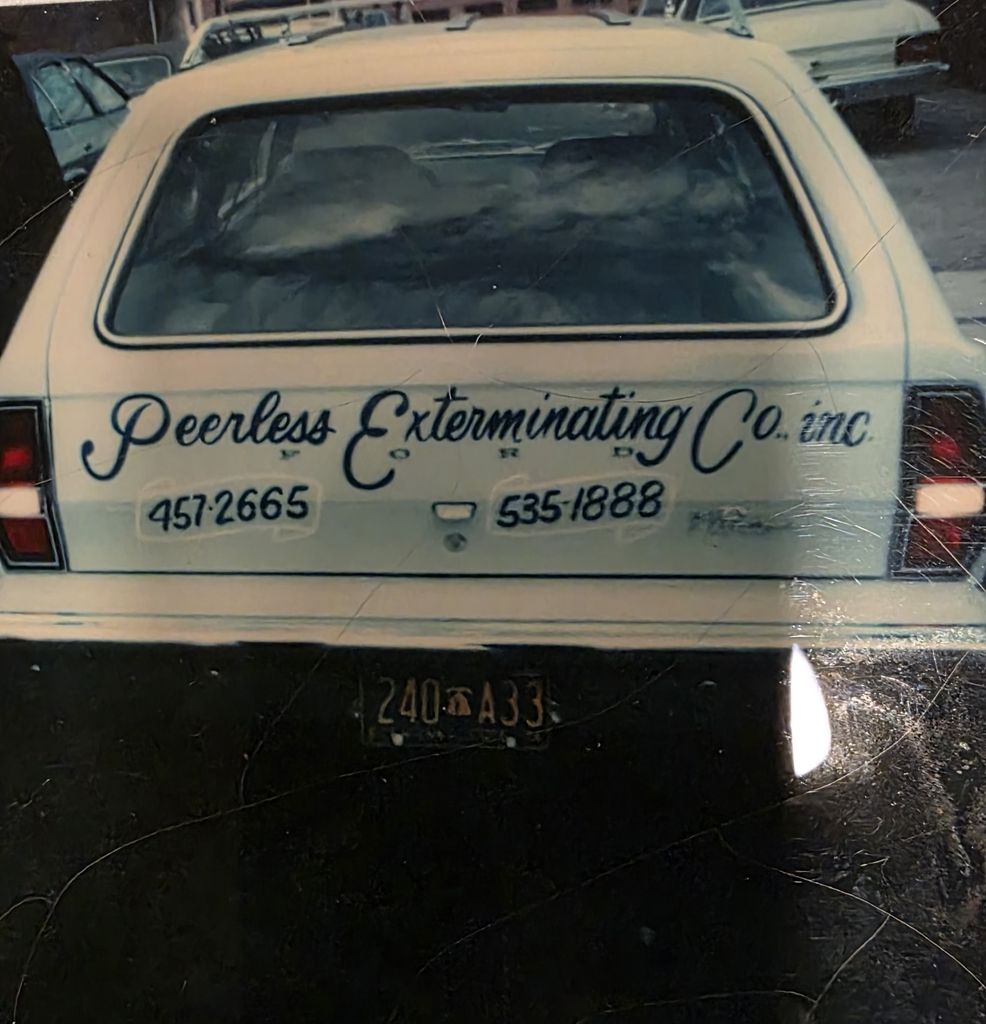 Peerless Exterminating Co., inc.
FORD
457-2665 535-1888
240 A33